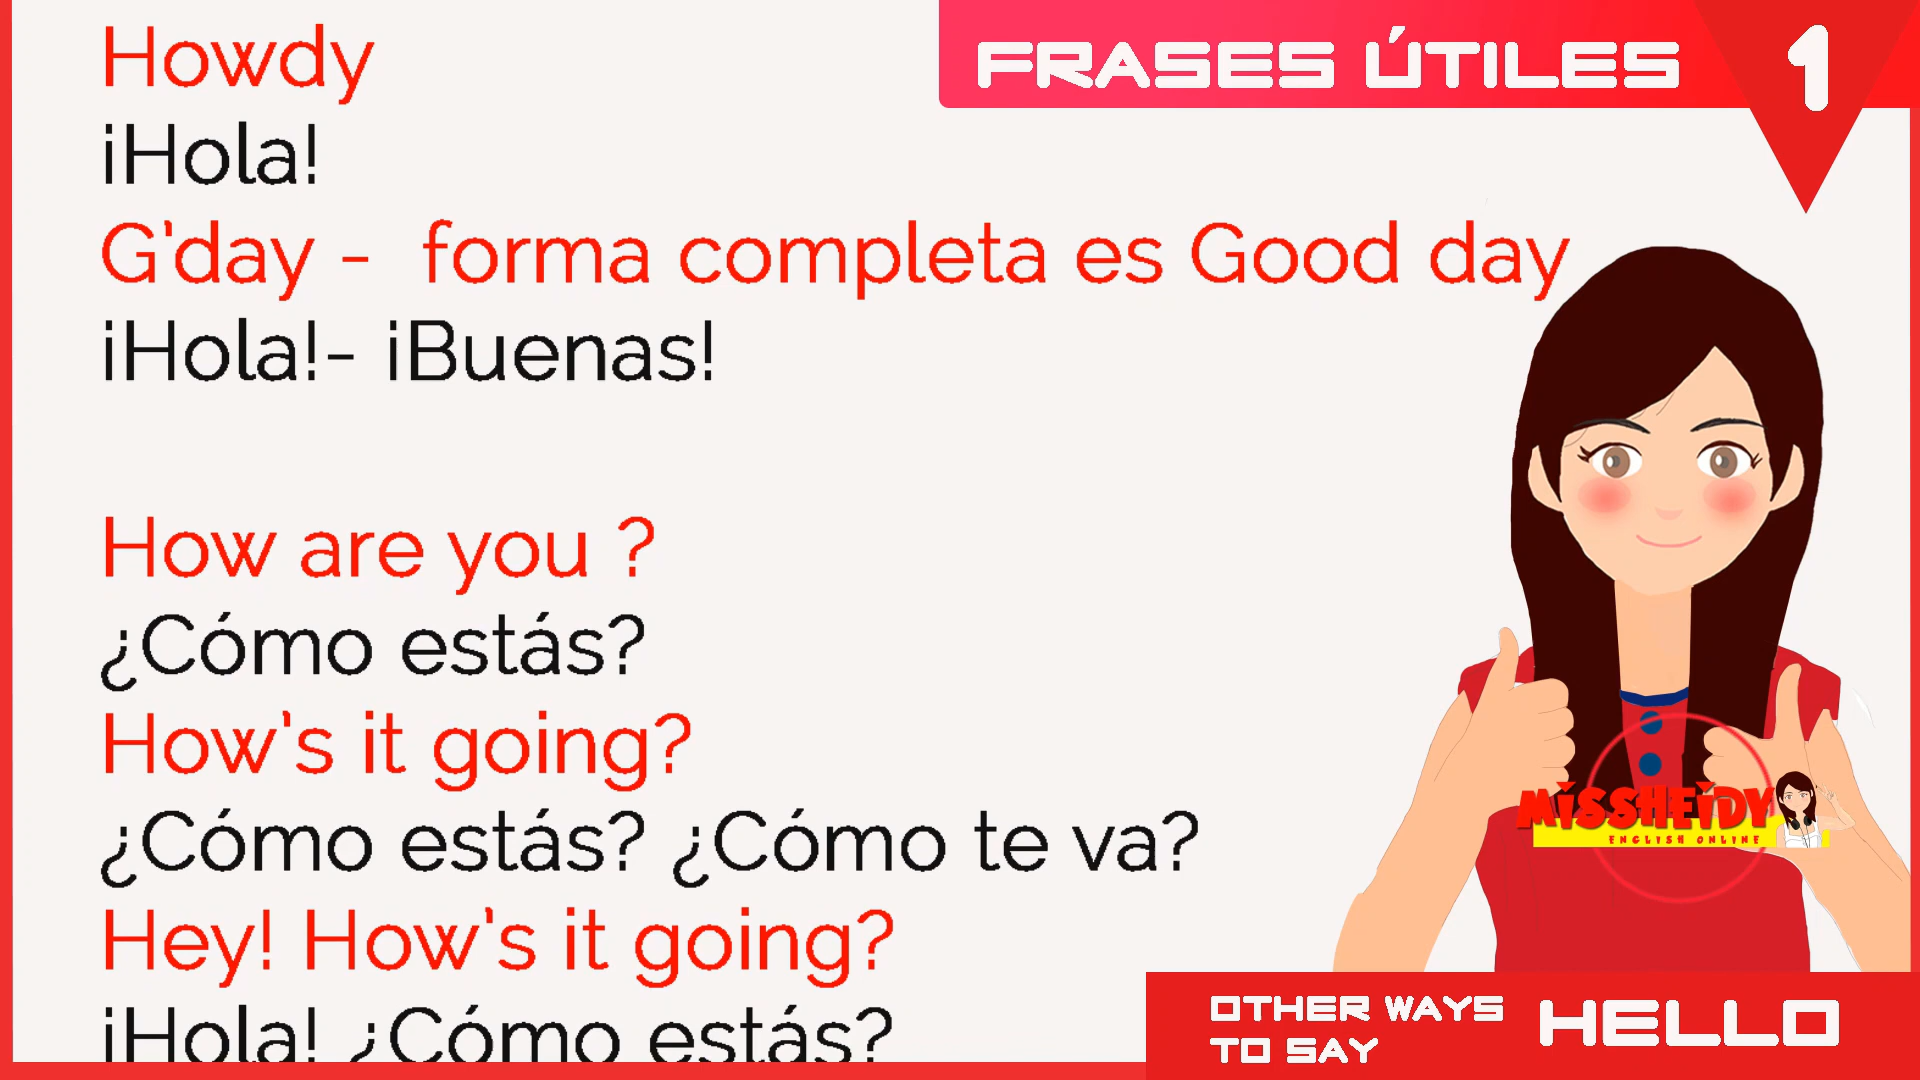 Howdy
¡Hola!
G'day - forma completa es Good day
¡Hola!- ¡Buenas!
How are you ?
¿Cómo estás?
How's it going?
¿Cómo estás? ¿Cómo te va?
Hey! How's it going?
¡Hola! ¿Cómo estás?
FRASES ÚTILES
1
MISSHEIDY
ENGLISH ONLINE
OTHER WAYS
TO SAY
HELLO